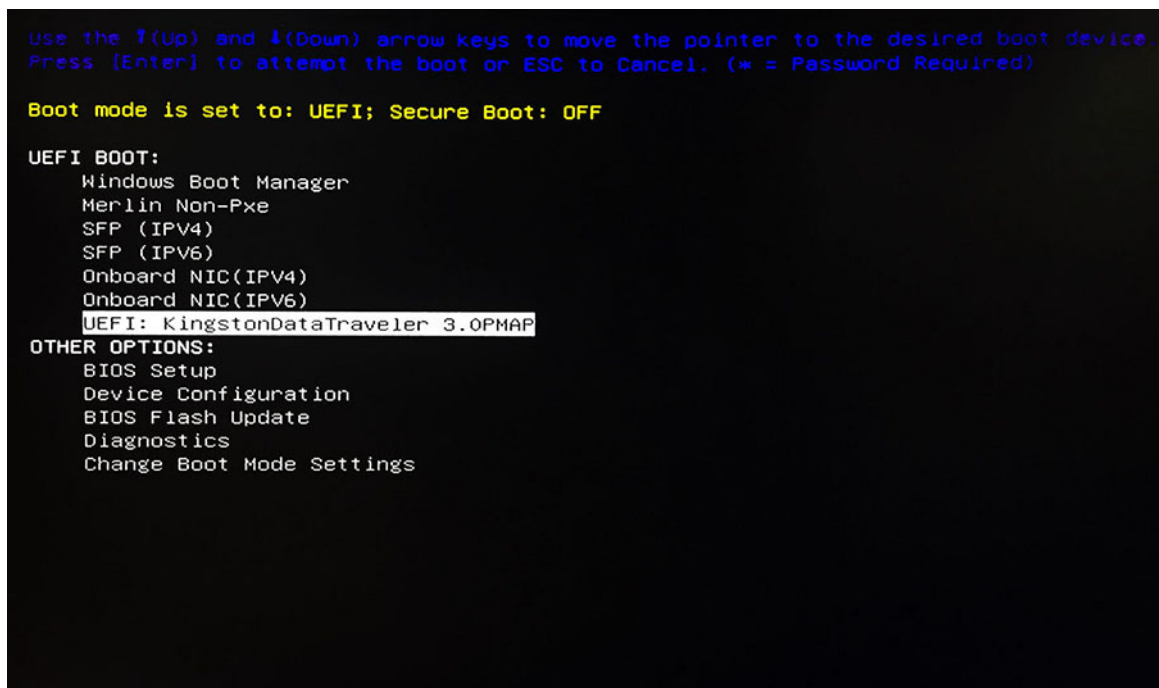 Use the ↑(Up) and ↓(Down) arrow keys to move the pointer to the desired boot device.
Press [Enter] to attempt the boot or ESC to Cancel. (* = Password Required)
Boot mode is set to: UEFI; Secure Boot: OFF
UEFI BOOT:
Windows Boot Manager
Merlin Non-Pxe
SFP (IPV4)
SFP (IPV6)
Onboard NIC(IPV4)
Onboard NIC(IPV6)
UEFI: KingstonDataTraveler 3.0PMAP
OTHER OPTIONS:
BIOS Setup
Device Configuration
BIOS Flash Update
Diagnostics
Change Boot Mode Settings